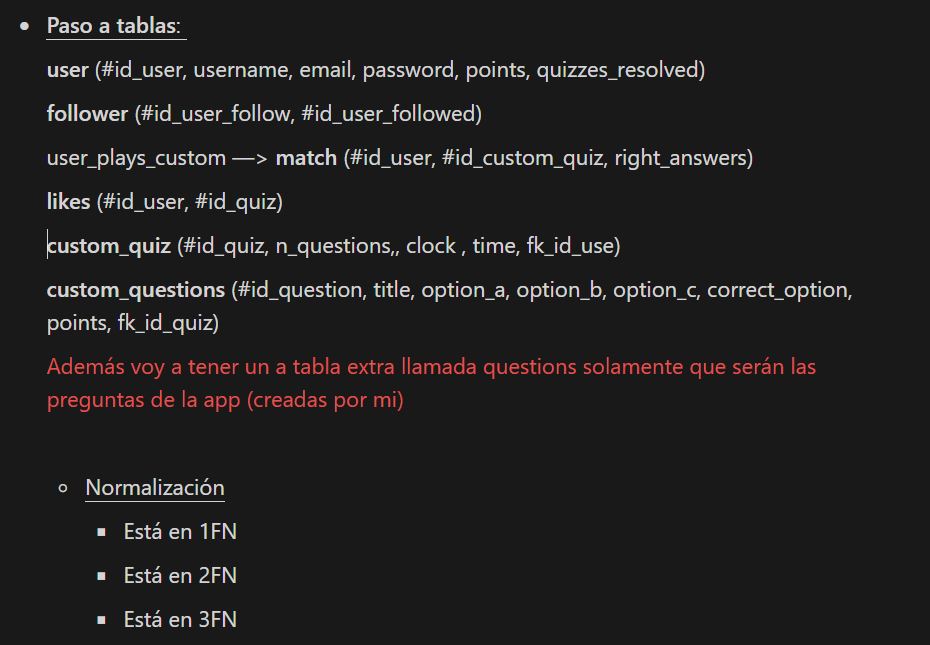 Paso a tablas:
user (#id_user, username, email, password, points, quizzes_resolved)
follower (#id_user_follow, #id_user_followed)
user_plays_custom —> match (#id_user, #id_custom_quiz, right_answers)
likes (#id_user, #id_quiz)
custom_quiz (#id_quiz, n_questions,, clock , time, fk_id_use)
custom_questions (#id_question, title, option_a, option_b, option_c, correct_option,
points, fk_id_quiz)
Además voy a tener un a tabla extra llamada questions solamente que serán las
preguntas de la app (creadas por mi)
Normalización
Está en 1FN
Está en 2FN
Está en 3FN